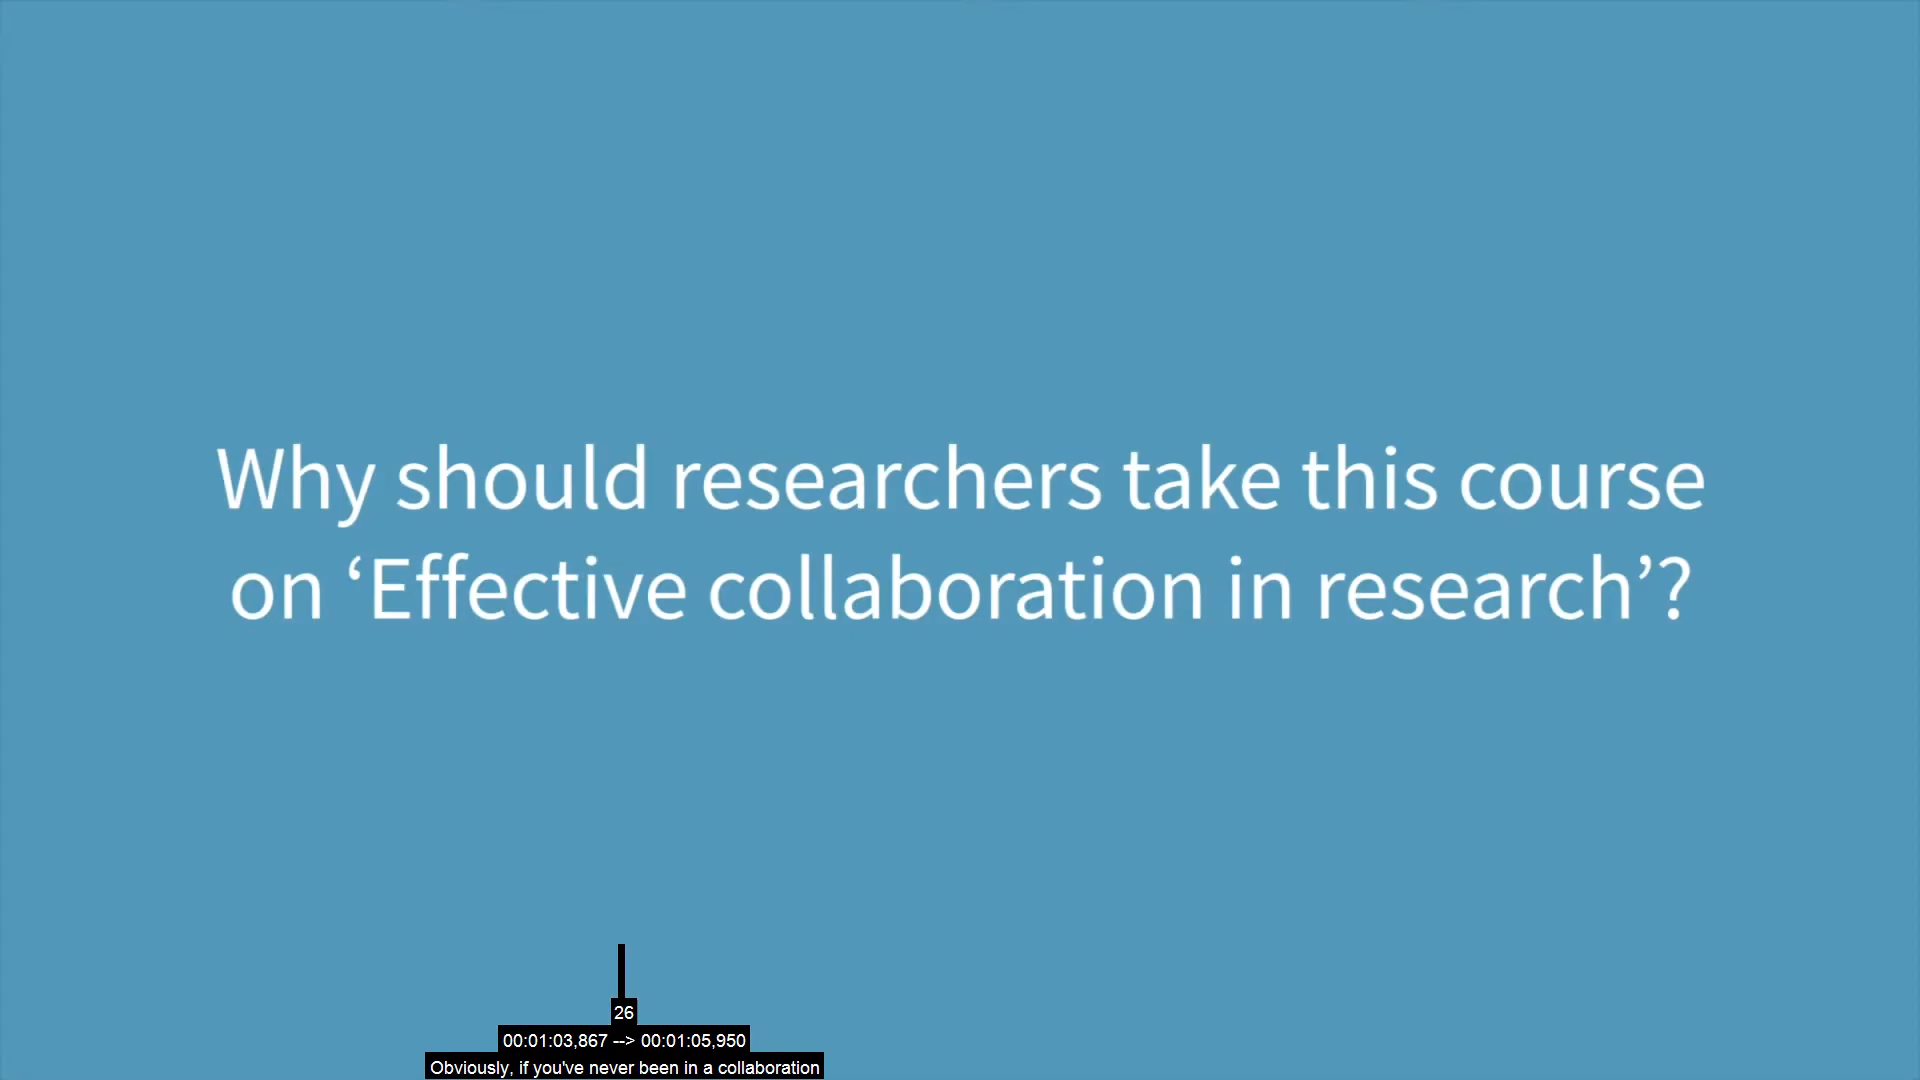 Why should researchers take this course
on ‘Effective collaboration in research’?
26
00:01:03,867 --> 00:01:05,950
Obviously, if you've never been in a collaboration